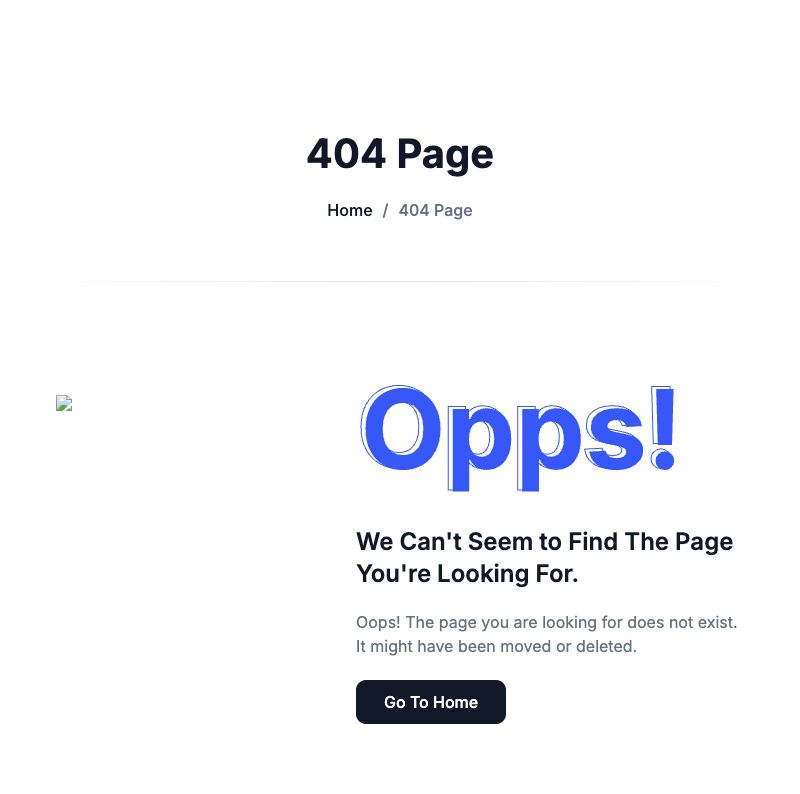 404 Page
Home / 404 Page
Opps!
We Can't Seem to Find The Page
You're Looking For.
Oops! The page you are looking for does not exist.
It might have been moved or deleted.
Go To Home